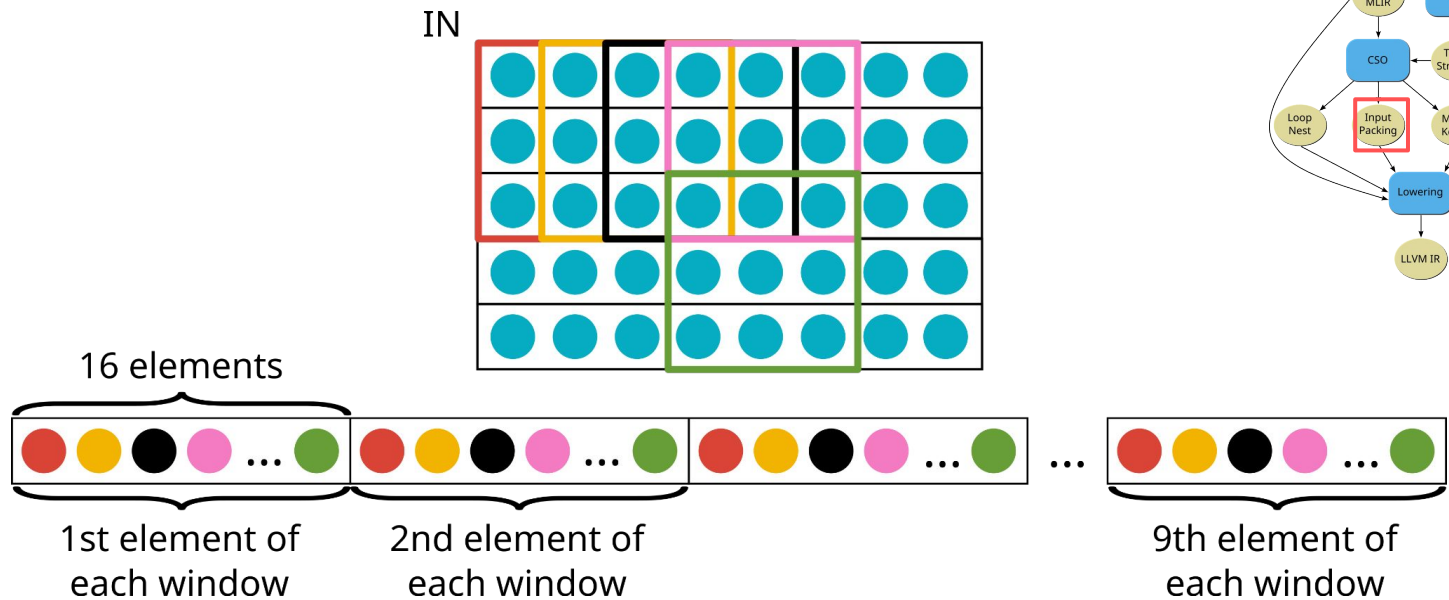 IN
MLIR
CSO
Loop
Nest
Input
Packing
Lowering
LLVM IR
16 elements
... ... ... ... ...
1st element of
each window
2nd element of
each window
9th element of
each window